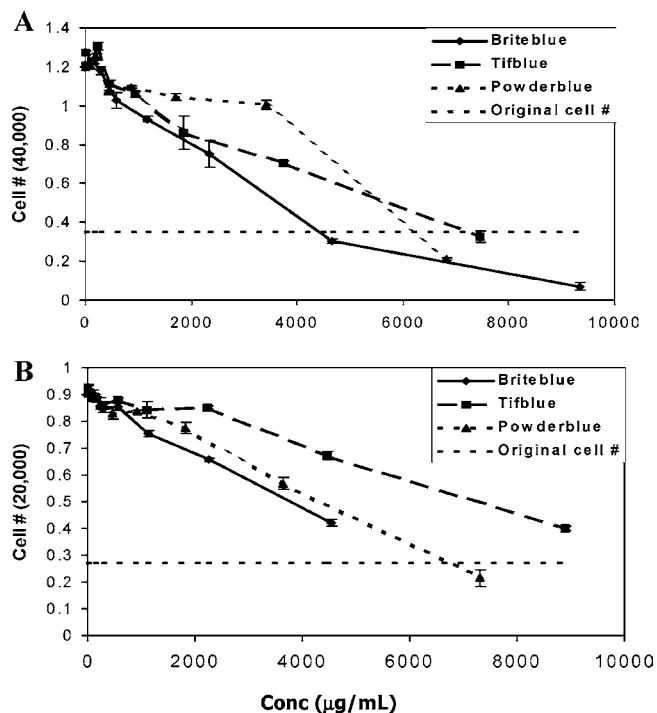 A
1.4
1.2
1
0.8
0.6
0.4
0.2
0
Cell # (40,000)
Briteblue
Tifblue
Powderblue
Original cell #
0 2000 4000 6000 8000 10000
B
1
0.9
0.8
0.7
0.6
0.5
0.4
0.3
0.2
0.1
0
Cell # (20,000)
Briteblue
Tifblue
Powderblue
Original cell #
0 2000 4000 6000 8000 10000
Conc (μg/mL)